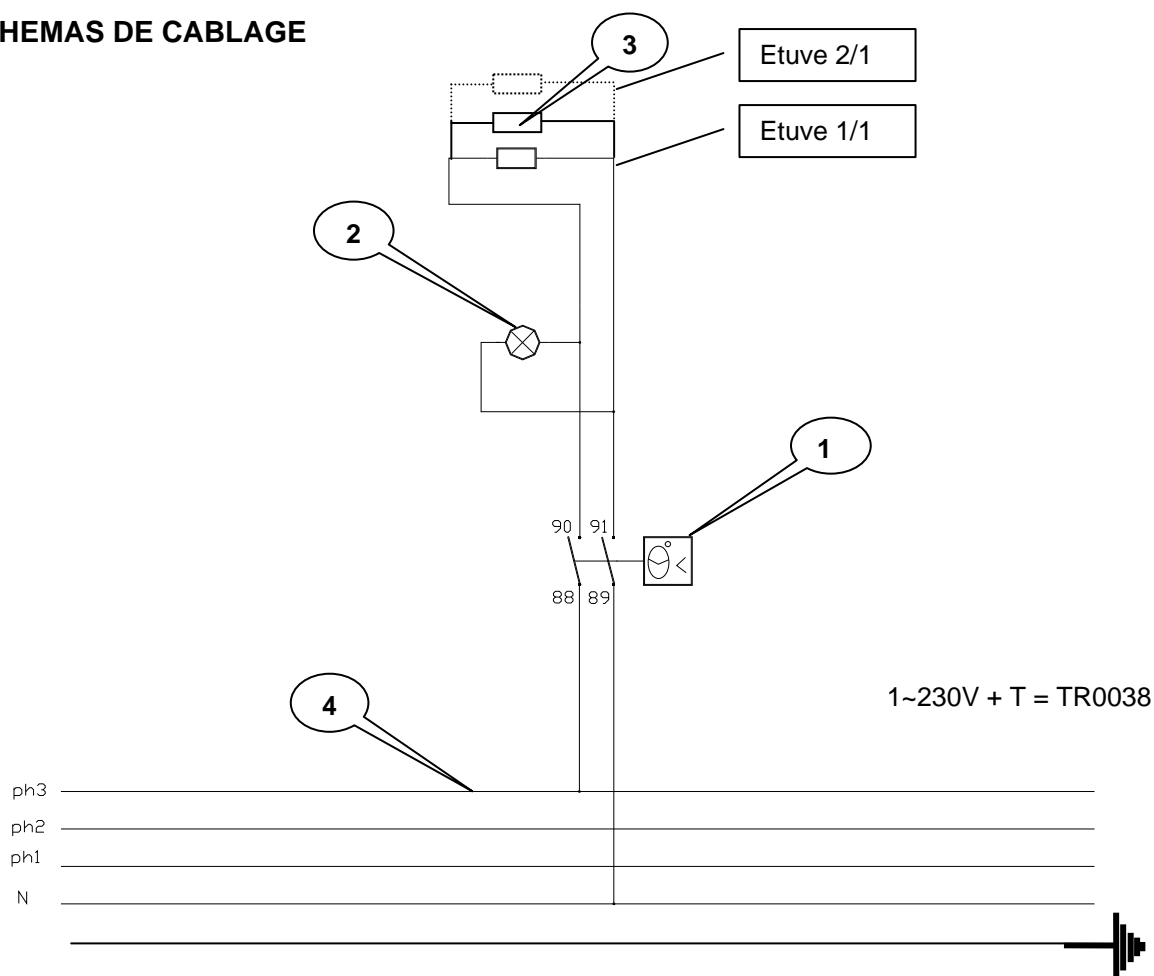 HEMAS DE CABLAGE
3
Etuve 2/1
Etuve 1/1
2
1
90 91
88 89
4
1~230V + T = TR0038
ph3
ph2
ph1
N